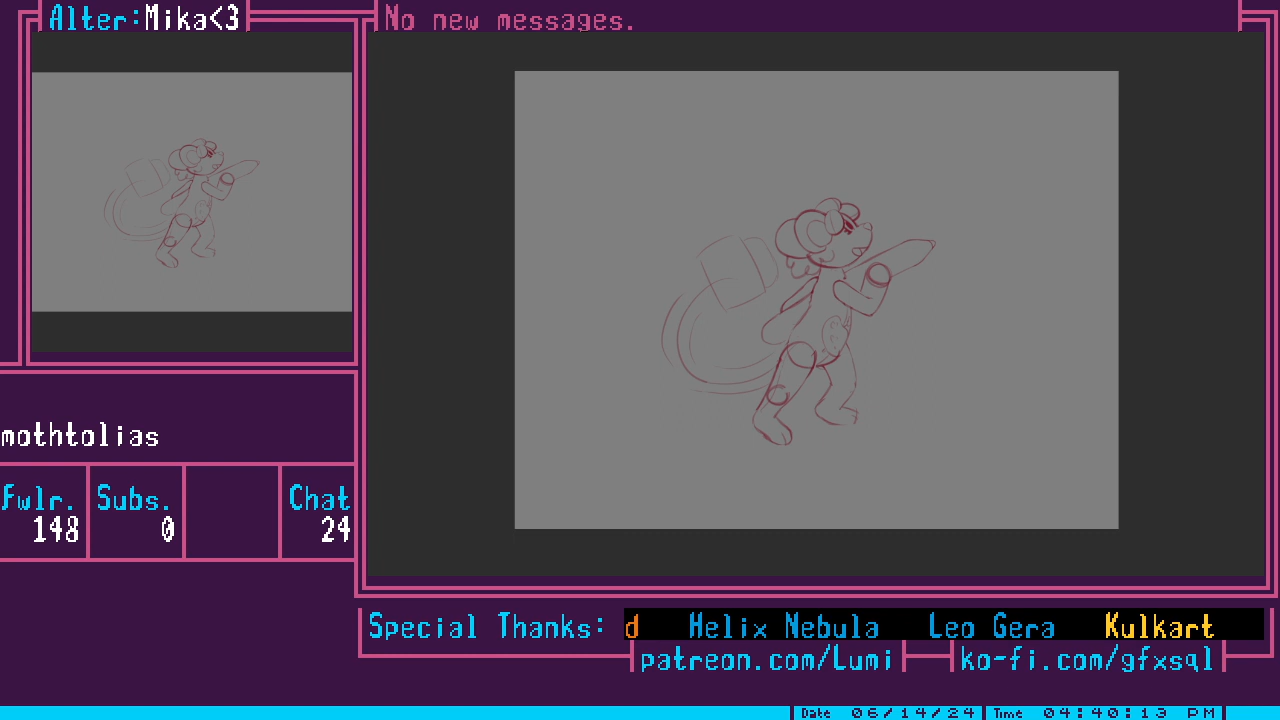 Alter:Mika<3
No new messages.
mothtolias
Fwlr. Subs. Chat
148 0 24
Special Thanks: d Helix Nebula Leo Gera Kulkart
patreon.com/Lumi ko-fi.com/gfxsql
Date 06/14/24 Time 04:40:13 PM